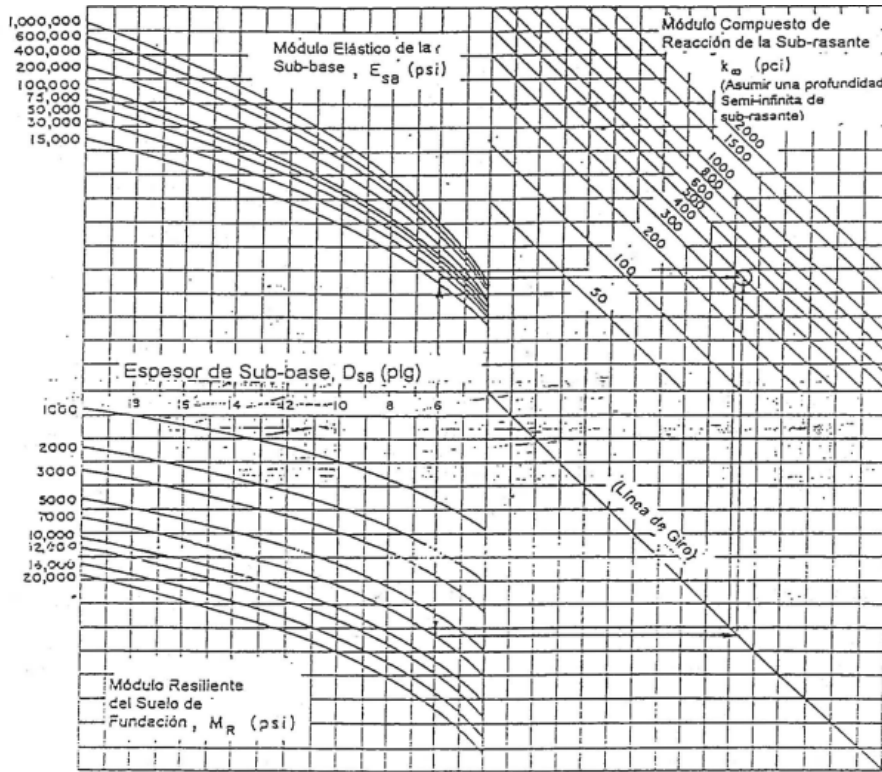 1,000,000
600,000
400,000
200,000
100,000
75,000
50,000
30,000
15,000
Módulo Elástico de la
Sub-base , E_SB (psi)
Módulo Compuesto de
Reacción de la Sub-rasante
k∞ (pci)
(Asumir una profundidad
Semi-infinita de
sub-rasante)
2000
1500
1000
800
600
500
400
300
200
100
50
Espesor de Sub-base, D_SB (plg)
14
12
10
8
6
1000
2000
3000
5000
7000
10,000
20,000
(Línea de Giro)
Módulo Resiliente
del Suelo de
Fundación , M_R (psi)